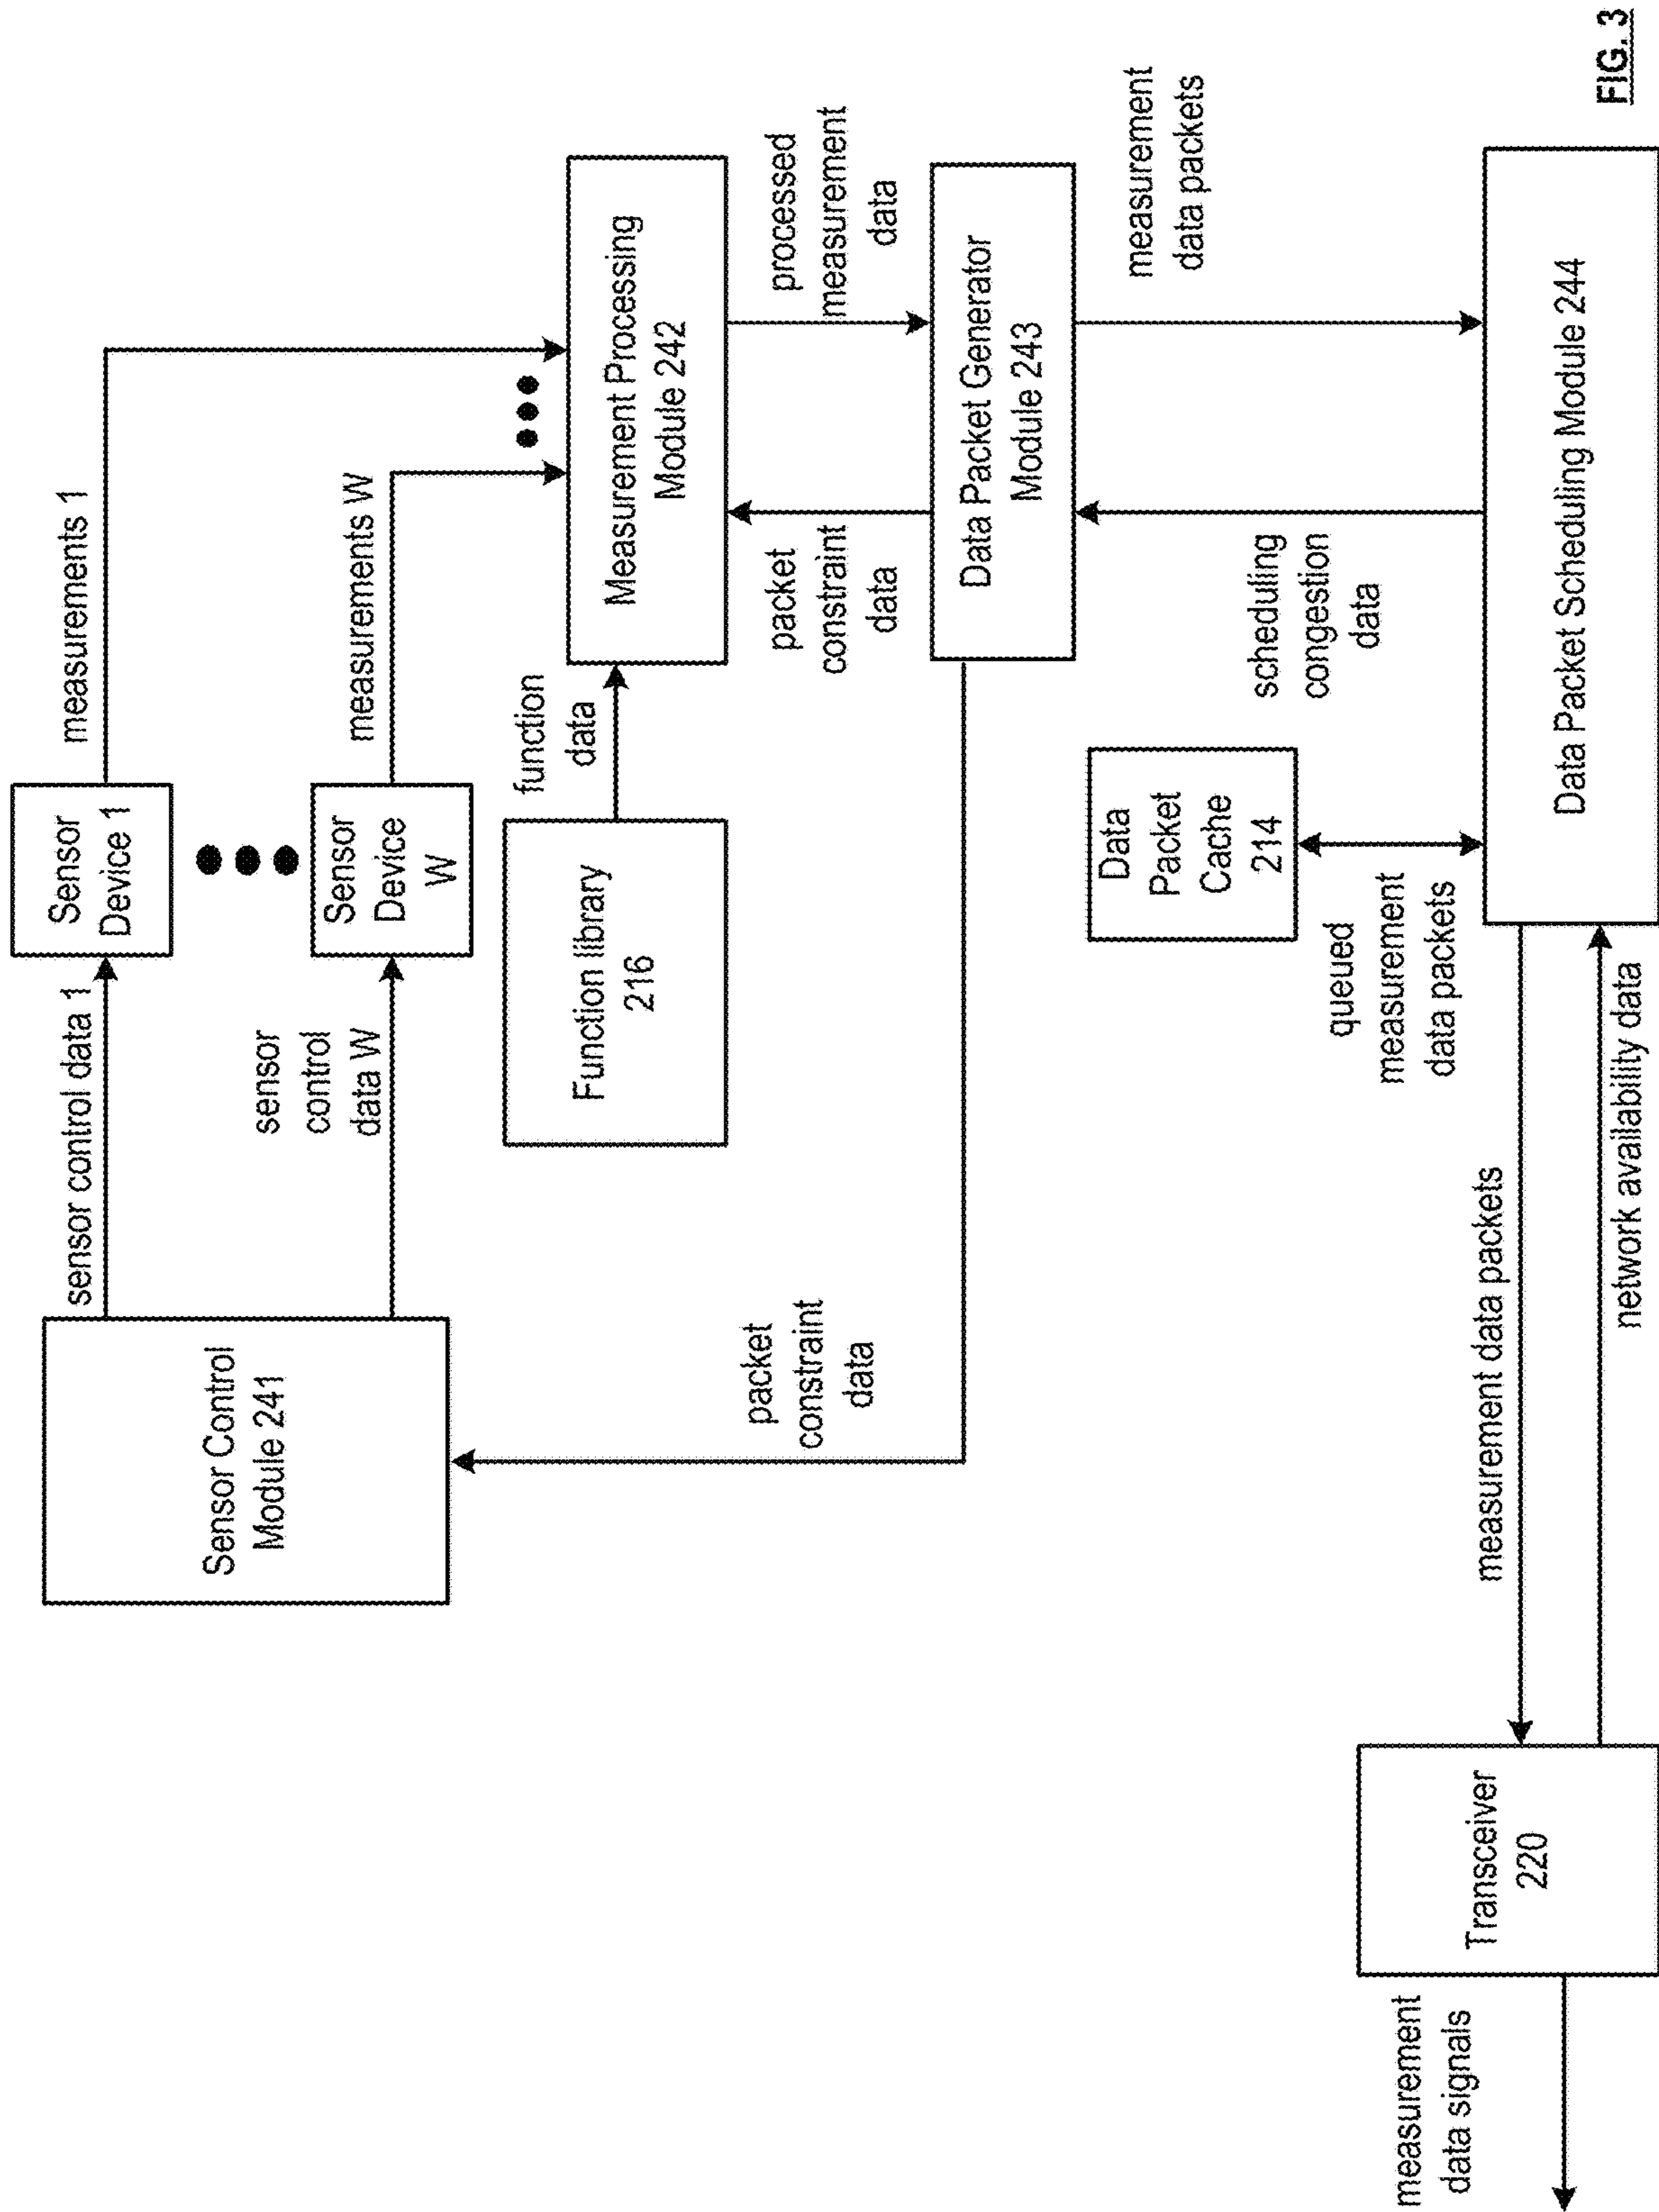 sensor control data 1
Sensor
Device 1
measurements 1
Sensor Control
Module 241
sensor
control
data W
Sensor
Device
W
measurements W
Function library
216
function
data
Measurement Processing
Module 242
packet
constraint
data
packet
constraint
data
processed
measurement
data
Data Packet Generator
Module 243
Data
Packet
Cache
214
queued
measurement
data packets
scheduling
congestion
data
measurement
data packets
measurement
data signals
Transceiver
220
measurement data packets
network availability data
Data Packet Scheduling Module 244
FIG. 3